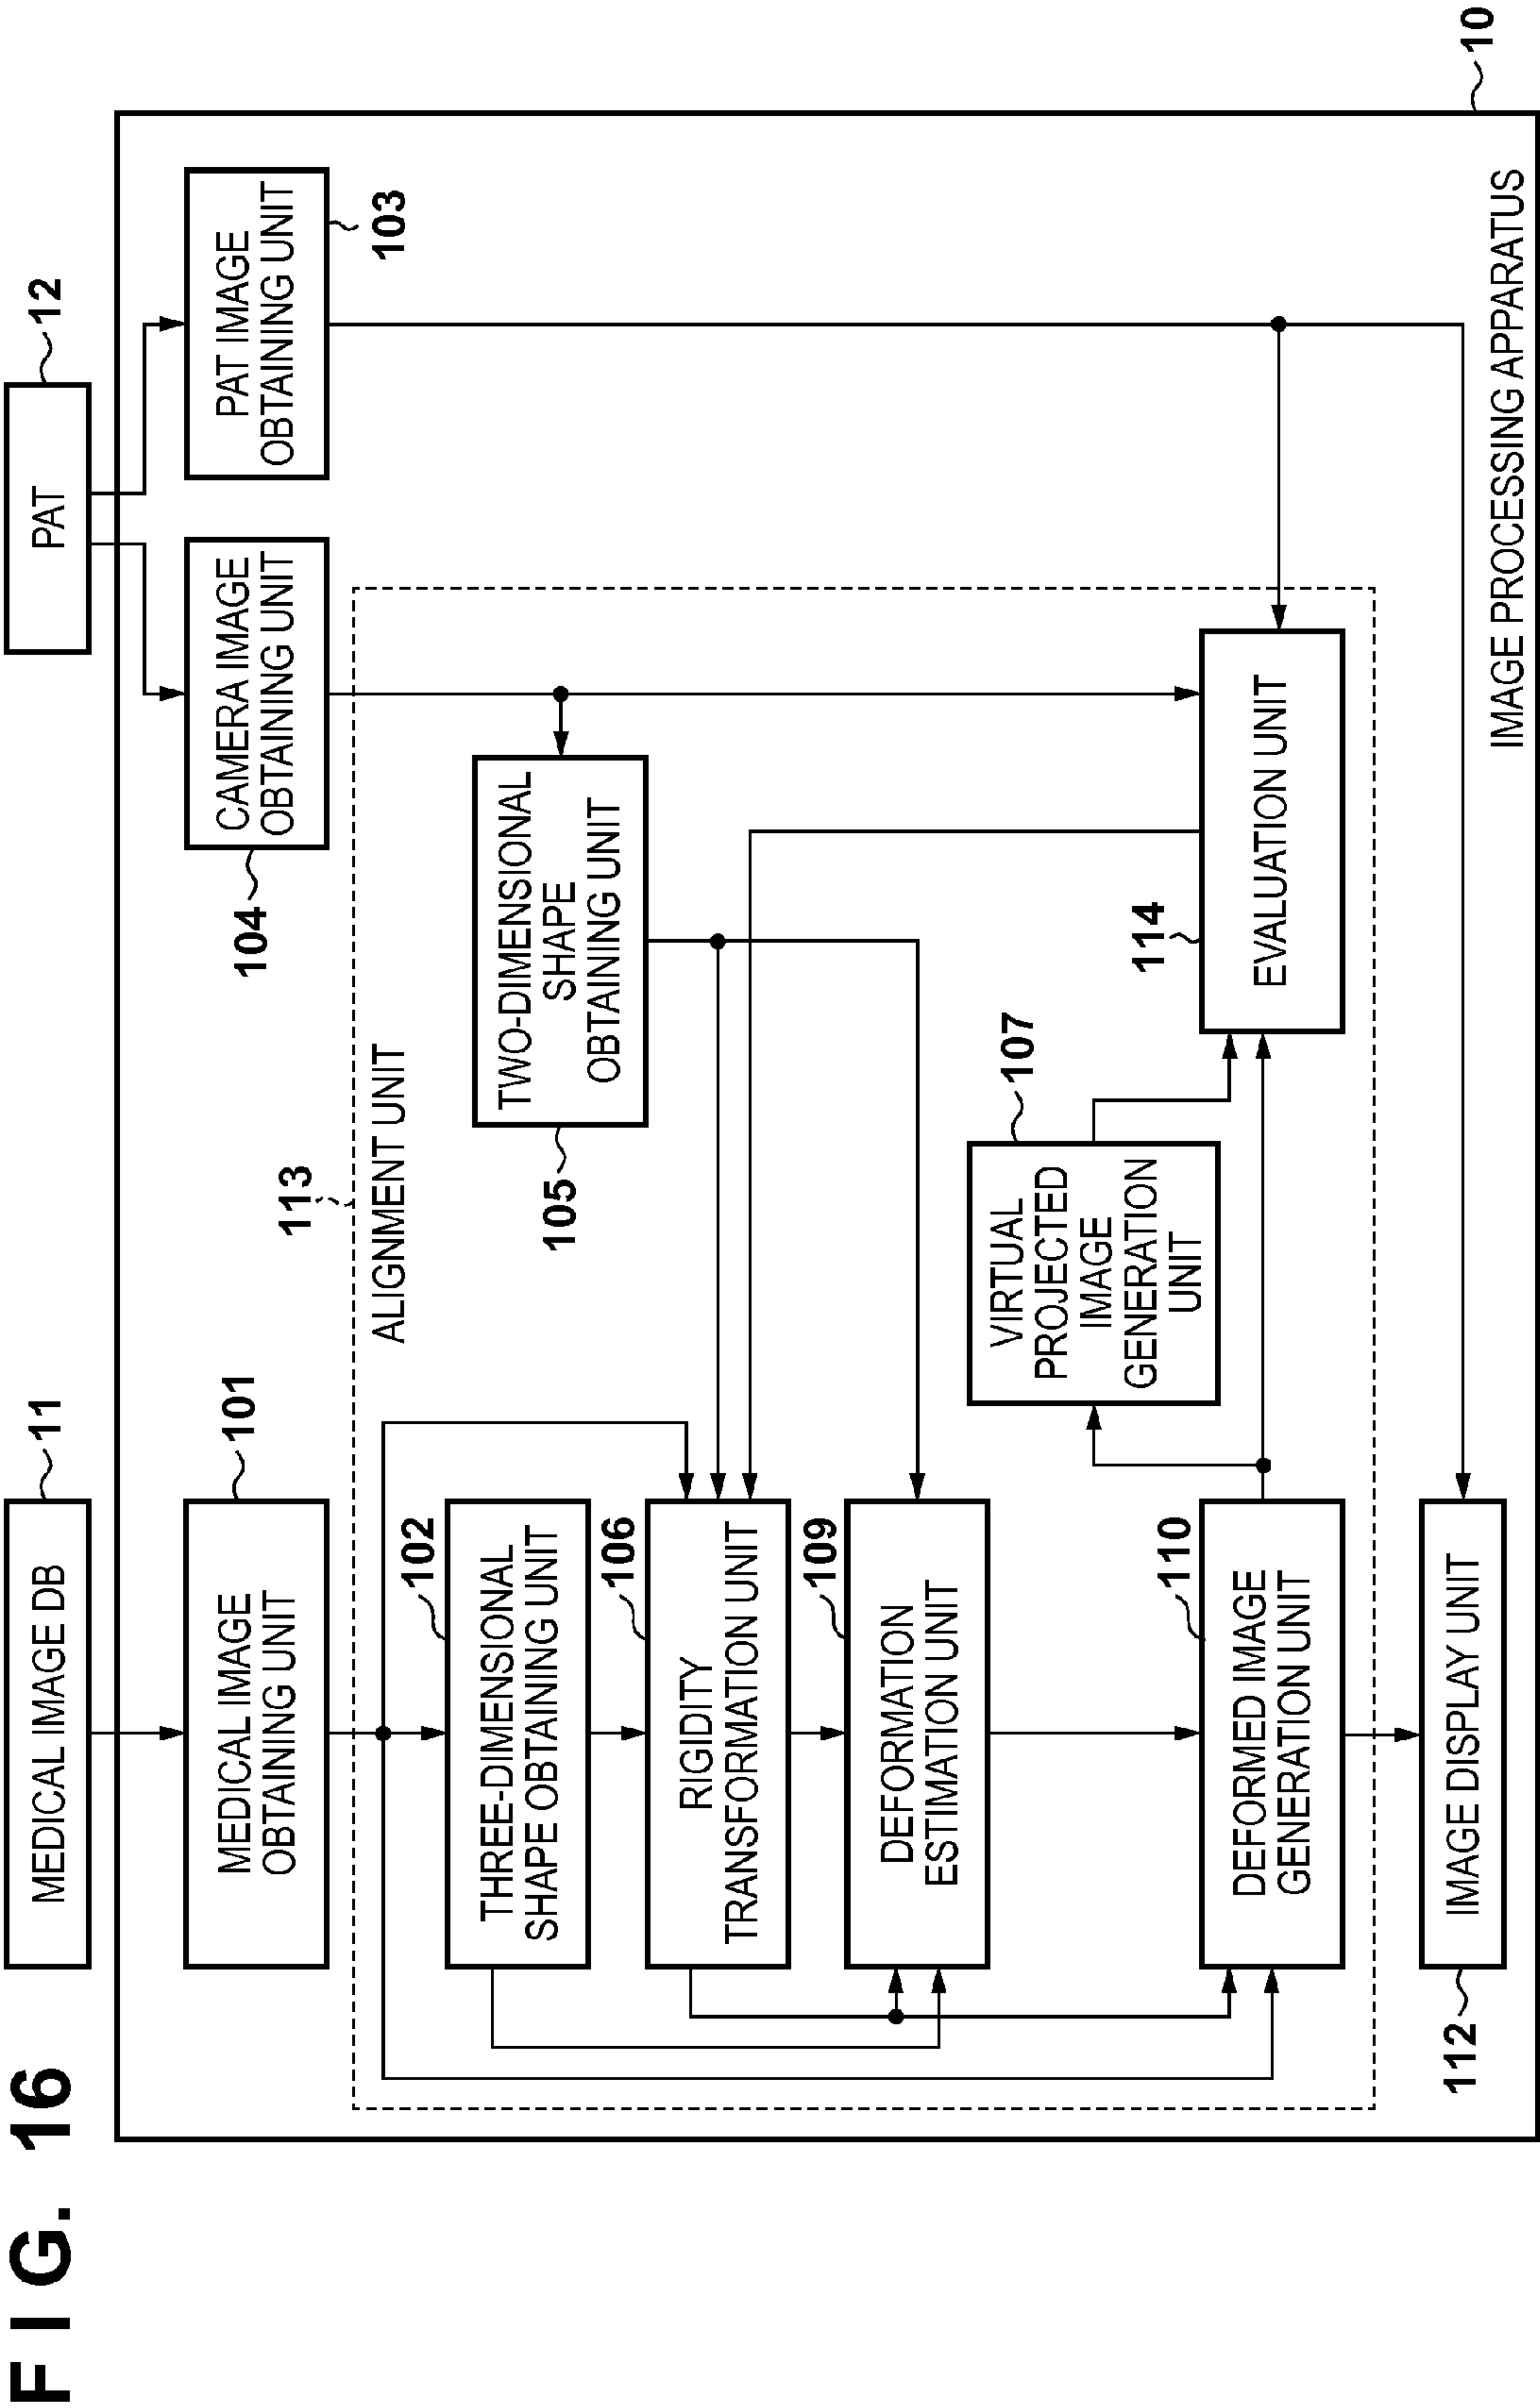 FIG. 16
MEDICAL IMAGE DB
11
PAT
12
10
MEDICAL IMAGE
OBTAINING UNIT
101
CAMERA IMAGE
OBTAINING UNIT
104
PAT IMAGE
OBTAINING UNIT
103
113
ALIGNMENT UNIT
THREE-DIMENSIONAL
SHAPE OBTAINING UNIT
102
TWO-DIMENSIONAL
SHAPE
OBTAINING UNIT
105
RIGIDITY
TRANSFORMATION UNIT
106
DEFORMATION
ESTIMATION UNIT
109
VIRTUAL
PROJECTED
IMAGE
GENERATION
UNIT
107
DEFORMED IMAGE
GENERATION UNIT
110
EVALUATION UNIT
114
IMAGE DISPLAY UNIT
112
IMAGE PROCESSING APPARATUS